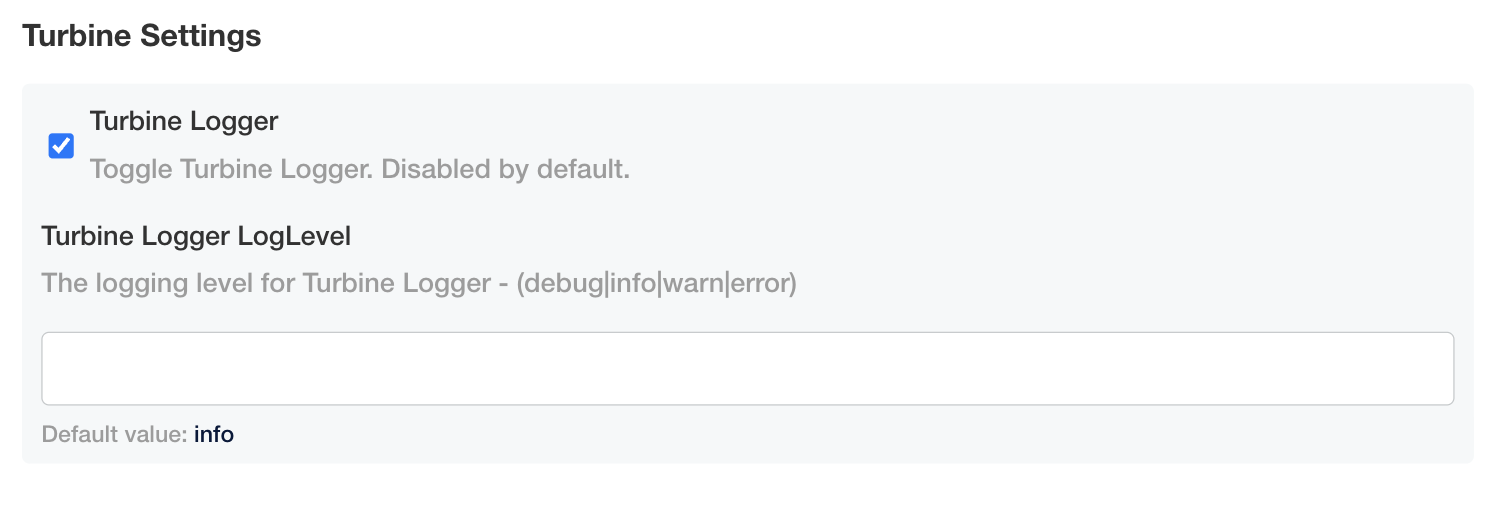 Turbine Settings
Turbine Logger
Toggle Turbine Logger. Disabled by default.
Turbine Logger LogLevel
The logging level for Turbine Logger - (debug|info|warn|error)
Default value: info